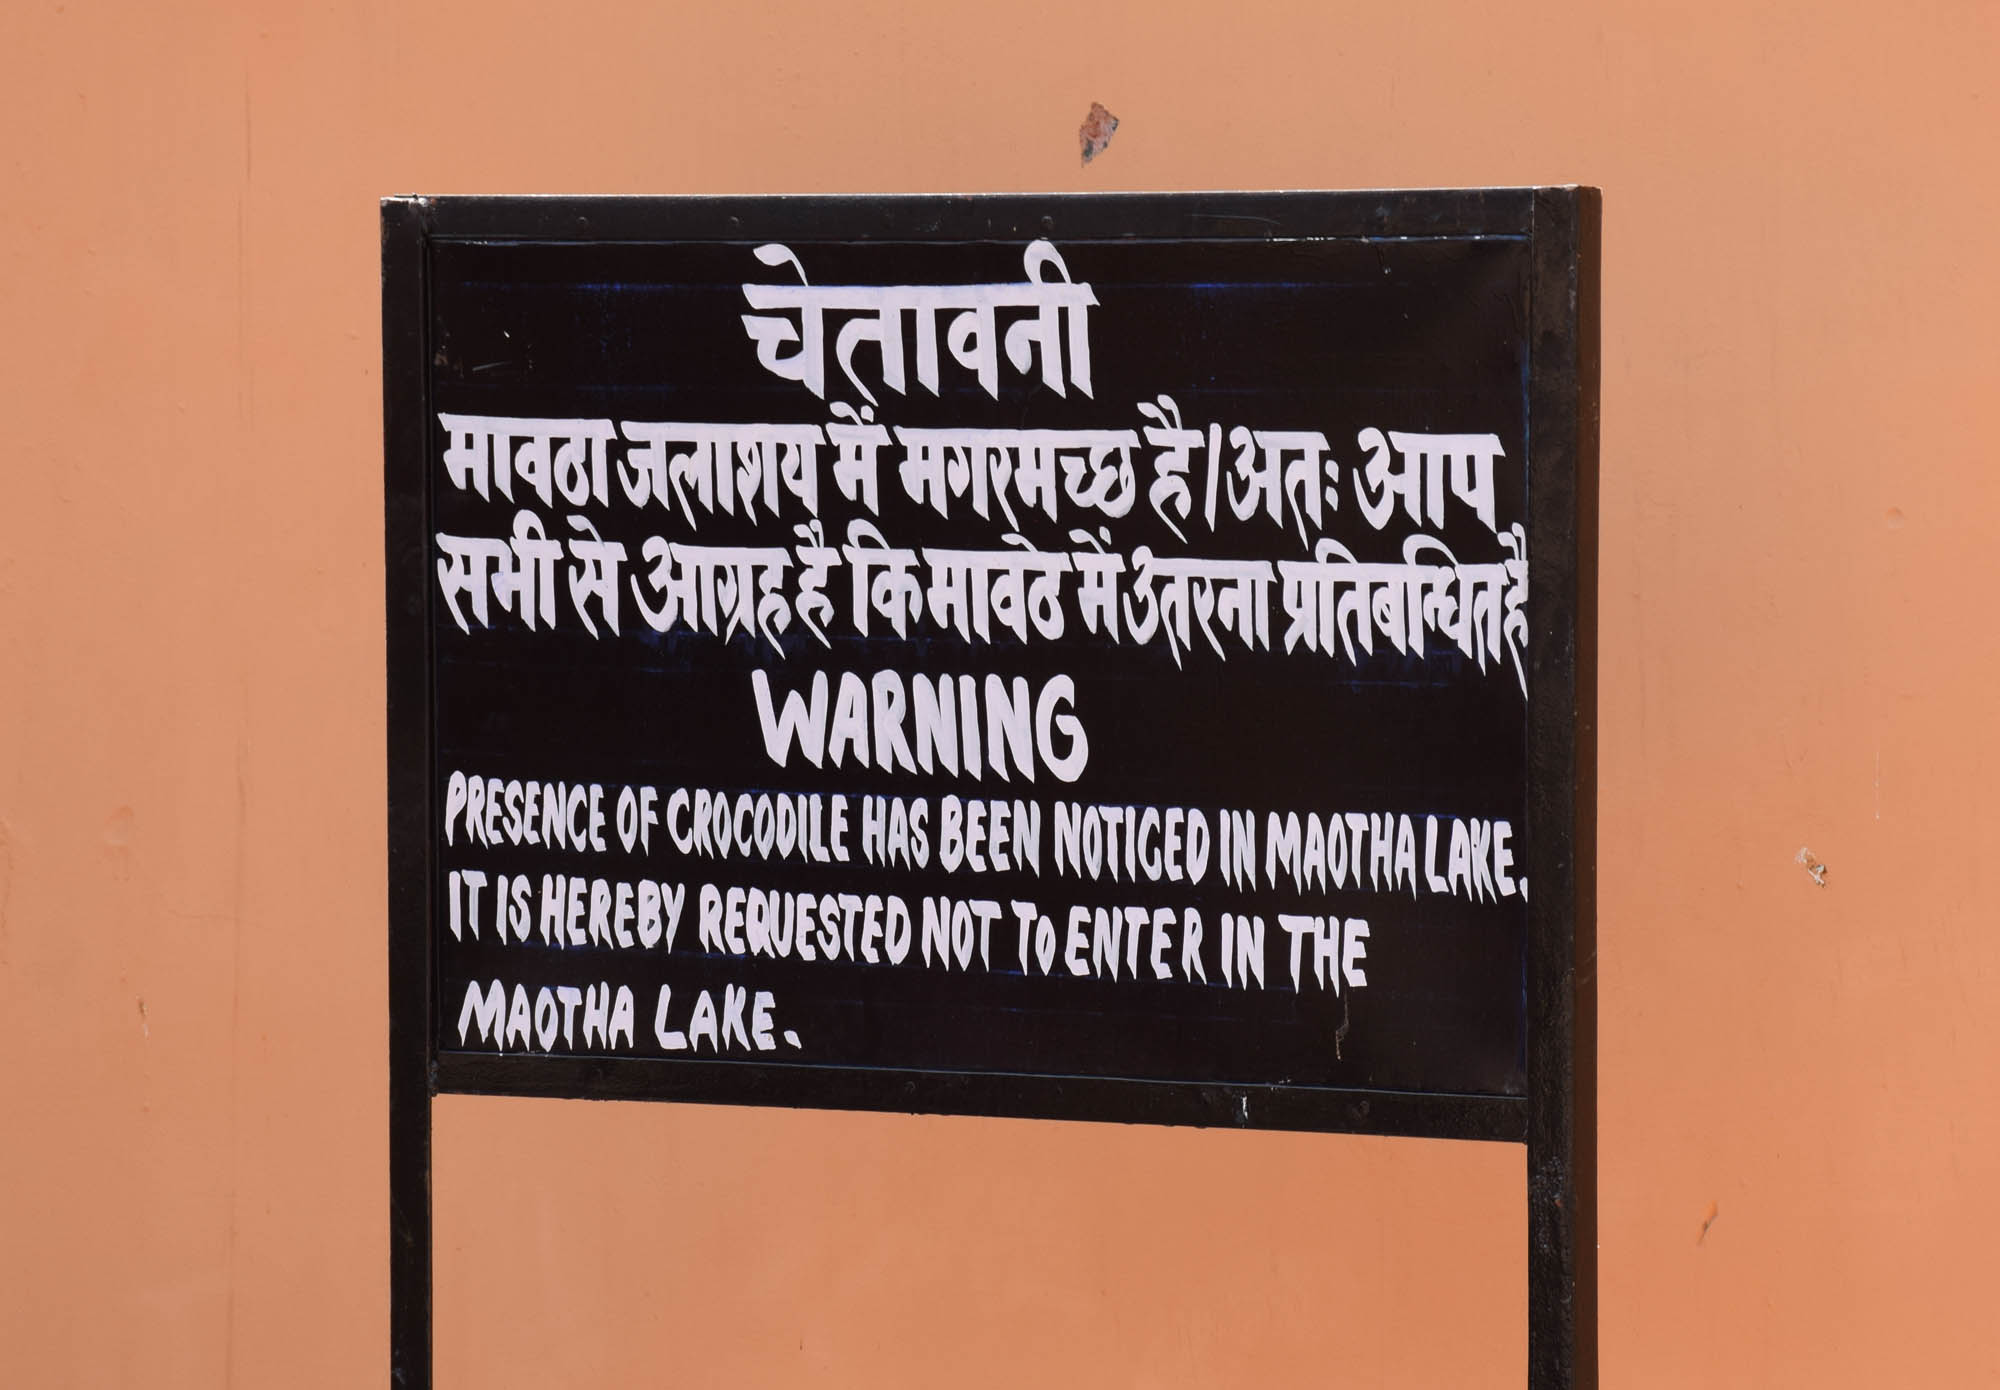 चेतावनी
मावठा जलाशय में मगरमच्छ है।अतः आप
सभी से आग्रह है कि मावठे में उतरना प्रतिबन्धित है
WARNING
PRESENCE OF CROCODILE HAS BEEN NOTICED IN MAOTHA LAKE.
IT IS HEREBY REQUESTED NOT TO ENTER IN THE
MAOTHA LAKE.